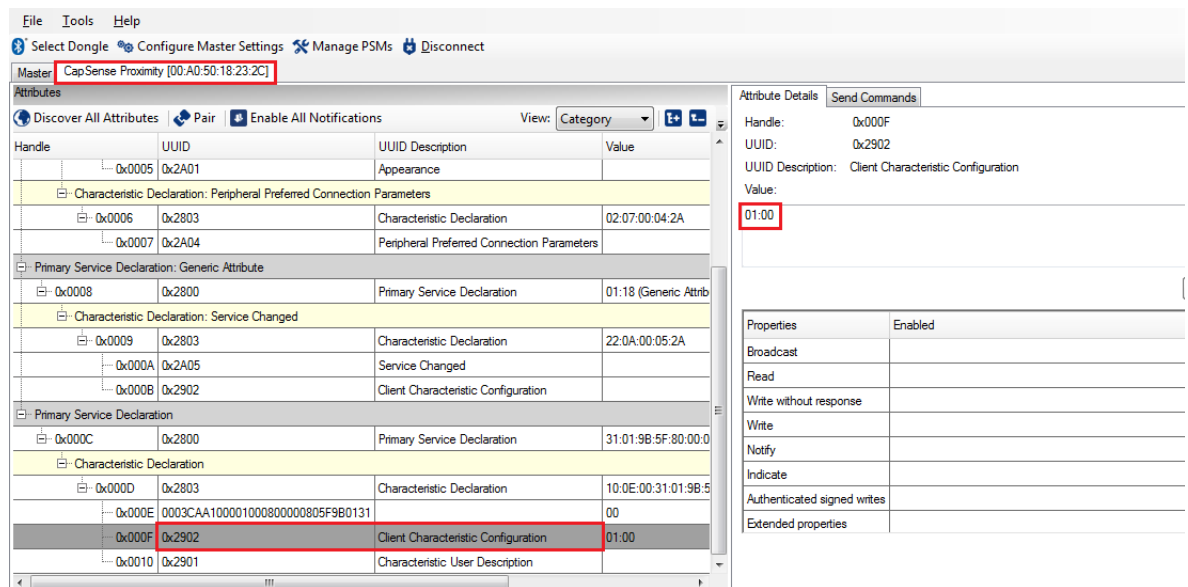 File Tools Help
Select Dongle Configure Master Settings Manage PSMs Disconnect
Master CapSense Proximity [00:A0:50:18:23:2C]
Attributes
Discover All Attributes Pair Enable All Notifications View: Category
Handle UUID UUID Description Value
0x0005 0x2A01 Appearance
Characteristic Declaration: Peripheral Preferred Connection Parameters
0x0006 0x2803 Characteristic Declaration 02:07:00:04:2A
0x0007 0x2A04 Peripheral Preferred Connection Parameters
Primary Service Declaration: Generic Attribute
0x0008 0x2800 Primary Service Declaration 01:18 (Generic Attrib
Characteristic Declaration: Service Changed
0x0009 0x2803 Characteristic Declaration 22:0A:00:05:2A
0x000A 0x2A05 Service Changed
0x000B 0x2902 Client Characteristic Configuration
Primary Service Declaration
0x000C 0x2800 Primary Service Declaration 31:01:9B:5F:80:00:0
Characteristic Declaration
0x000D 0x2803 Characteristic Declaration 10:0E:00:31:01:9B:5
0x000E 0003CAA100001000800000805F9B0131 00
0x000F 0x2902 Client Characteristic Configuration 01:00
0x0010 0x2901 Characteristic User Description
Attribute Details Send Commands
Handle: 0x000F
UUID: 0x2902
UUID Description: Client Characteristic Configuration
Value:
01:00
Properties Enabled
Broadcast
Read
Write without response
Write
Notify
Indicate
Authenticated signed writes
Extended properties